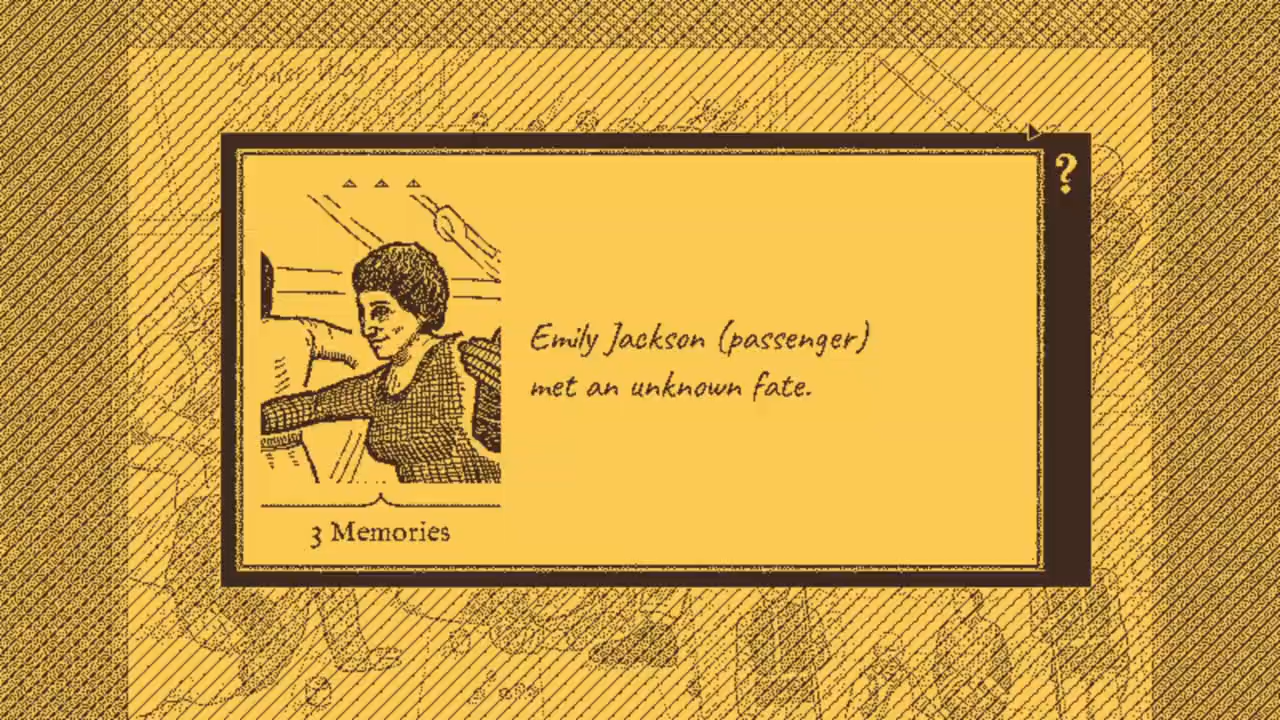 ?
Emily Jackson (passenger)
met an unknown fate.
3 Memories